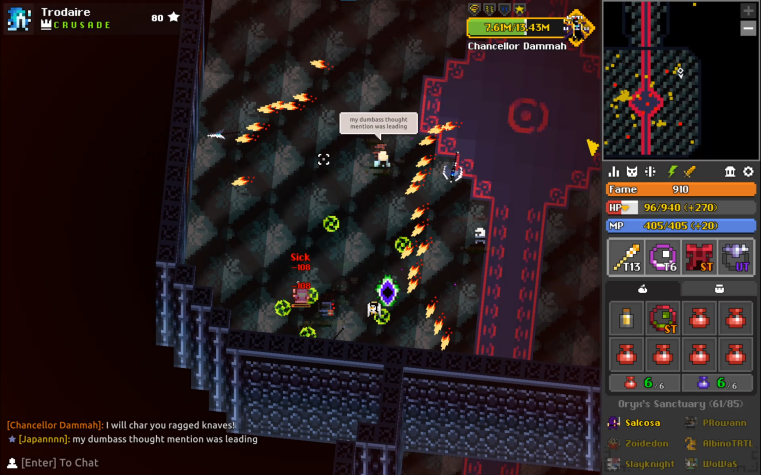 Trodaire
CRUSADE
80
7.61M/13.43M
Chancellor Dammah
my dumbass thought
mention was leading
Sick
-108
-108
Fame 910
HP 96/940 (+270)
MP 405/405 (+20)
T13
T6
ST
UT
ST
6/6
6/6
Oryx's Sanctuary (61/85)
Salcosa
PRowann
Zoidedon
AlbinoTRTL
Slayknight
WoWaS
[Chancellor Dammah]: I will char you ragged knaves!
[Japannnn]: my dumbass thought mention was leading
[Enter] To Chat